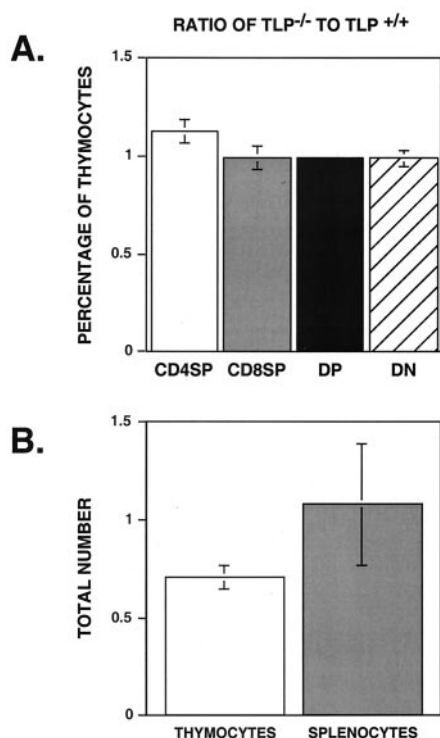 RATIO OF TLP-/- TO TLP +/+
A.
PERCENTAGE OF THYMOCYTES
1.5
1
0.5
0
CD4SP CD8SP DP DN
B.
TOTAL NUMBER
1.5
1
0.5
0
THYMOCYTES SPLENOCYTES